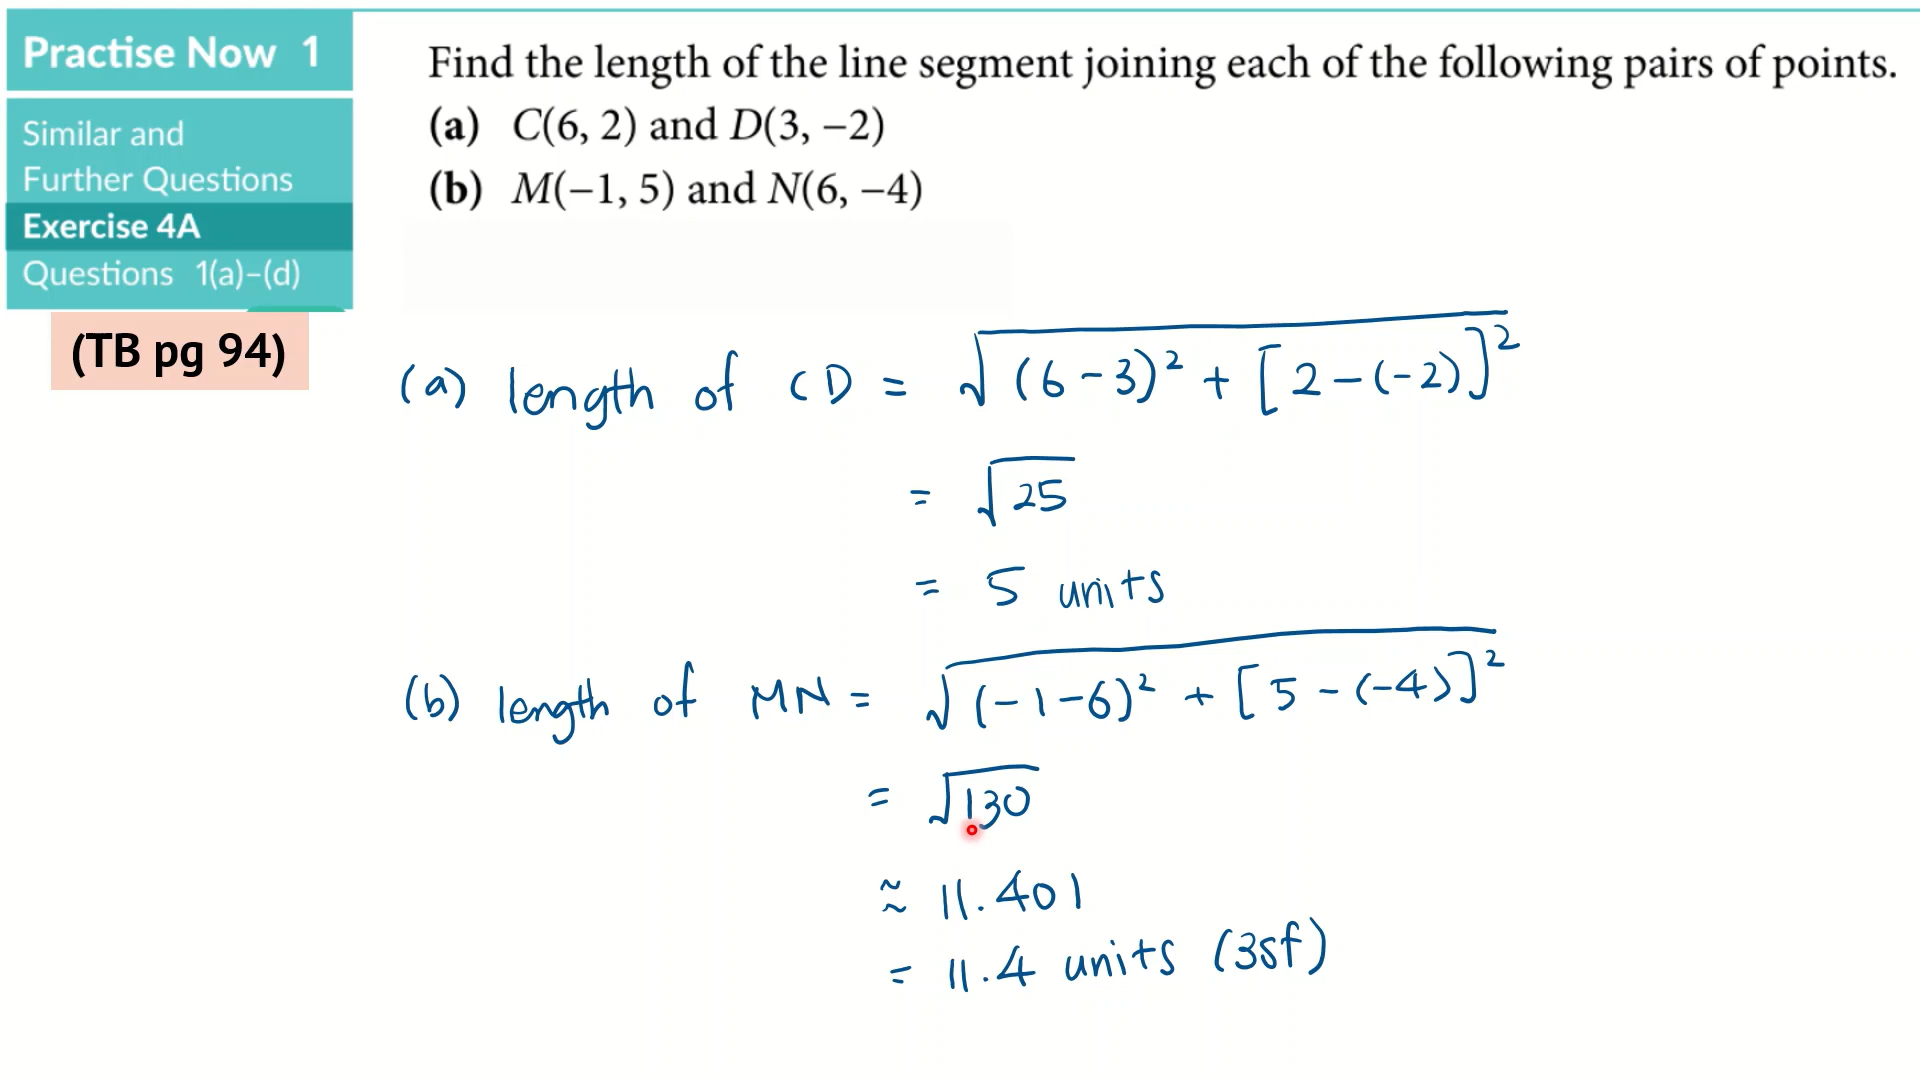 Practise Now 1
Similar and
Further Questions
Exercise 4A
Questions 1(a)–(d)
(TB pg 94)
Find the length of the line segment joining each of the following pairs of points.
(a) C(6, 2) and D(3, −2)
(b) M(−1, 5) and N(6, −4)
(a) length of CD = √(6-3)² + [2-(-2)]²
= √25
= 5 units
(b) length of MN = √(-1-6)² + [5-(-4)]²
= √130
≈ 11.401
= 11.4 units (3sf)